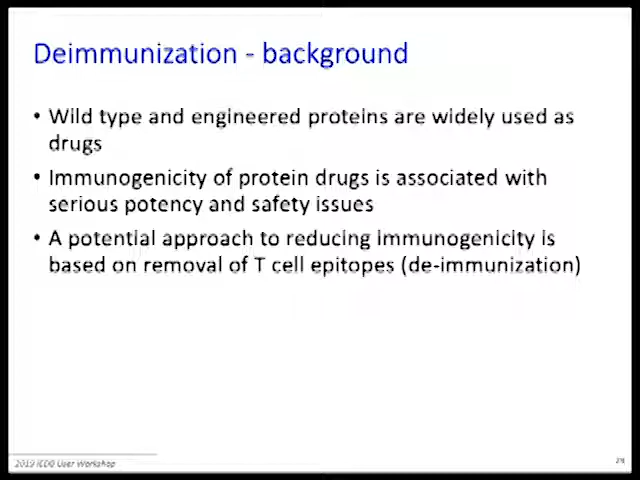 Deimmunization - background
• Wild type and engineered proteins are widely used as
drugs
• Immunogenicity of protein drugs is associated with
serious potency and safety issues
• A potential approach to reducing immunogenicity is
based on removal of T cell epitopes (de-immunization)
2019 IEDB User Workshop